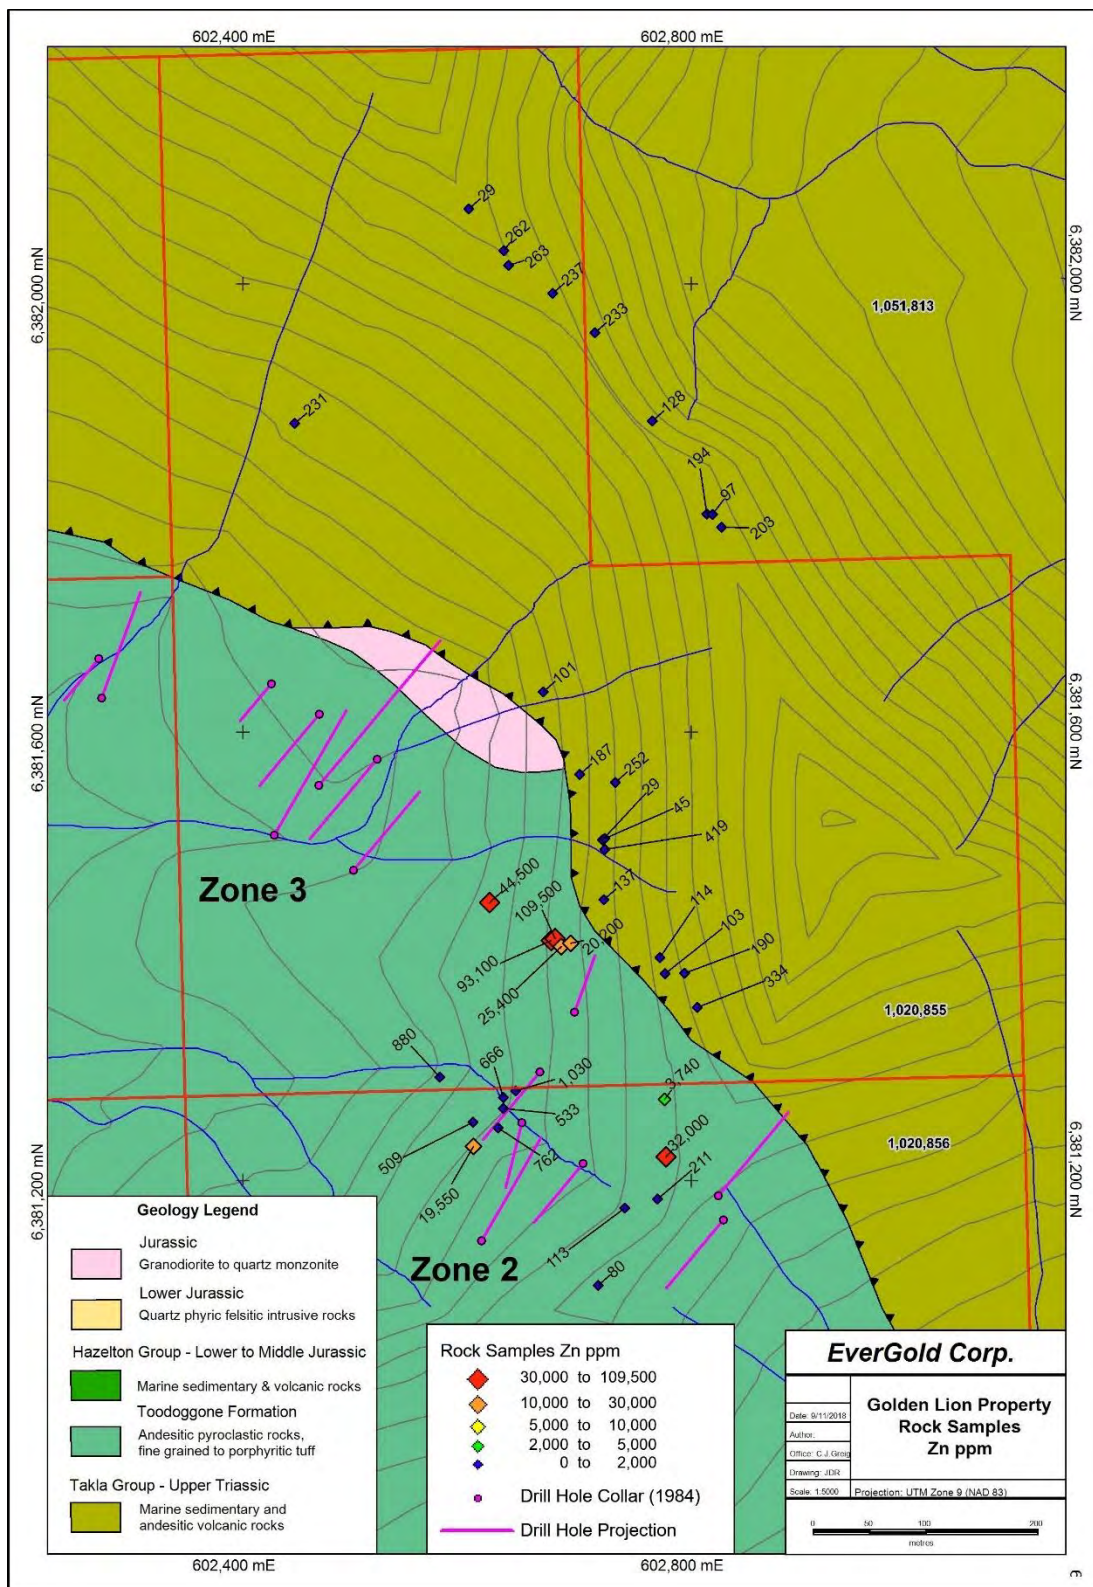 602,400 mE
602,800 mE
29
262
263
237
233
6,382,000 mN
6,382,000 mN
1,051,813
231
128
194
97
203
101
6,381,600 mN
6,381,600 mN
187
252
29
45
419
Zone 3
44,500
137
109,500
114
103
20,200
93,100
190
25,400
334
1,020,855
880
666
1,030
3,740
533
509
762
32,000
1,020,856
6,381,200 mN
6,381,200 mN
211
19,550
113
Zone 2
80
Geology Legend
Jurassic
Granodiorite to quartz monzonite
Lower Jurassic
Quartz phyric felsitic intrusive rocks
Hazelton Group - Lower to Middle Jurassic
Marine sedimentary & volcanic rocks
Toodoggone Formation
Andesitic pyroclastic rocks,
fine grained to porphyritic tuff
Takla Group - Upper Triassic
Marine sedimentary and
andesitic volcanic rocks
Rock Samples Zn ppm
30,000 to 109,500
10,000 to 30,000
5,000 to 10,000
2,000 to 5,000
0 to 2,000
Drill Hole Collar (1984)
Drill Hole Projection
EverGold Corp.
Golden Lion Property
Rock Samples
Zn ppm
Date: 9/11/2018
Author:
Office: C.J.Greig
Drawing: JDR
Scale: 1:5000
Projection: UTM Zone 9 (NAD 83)
0 50 100 200
metres
602,400 mE
602,800 mE
6